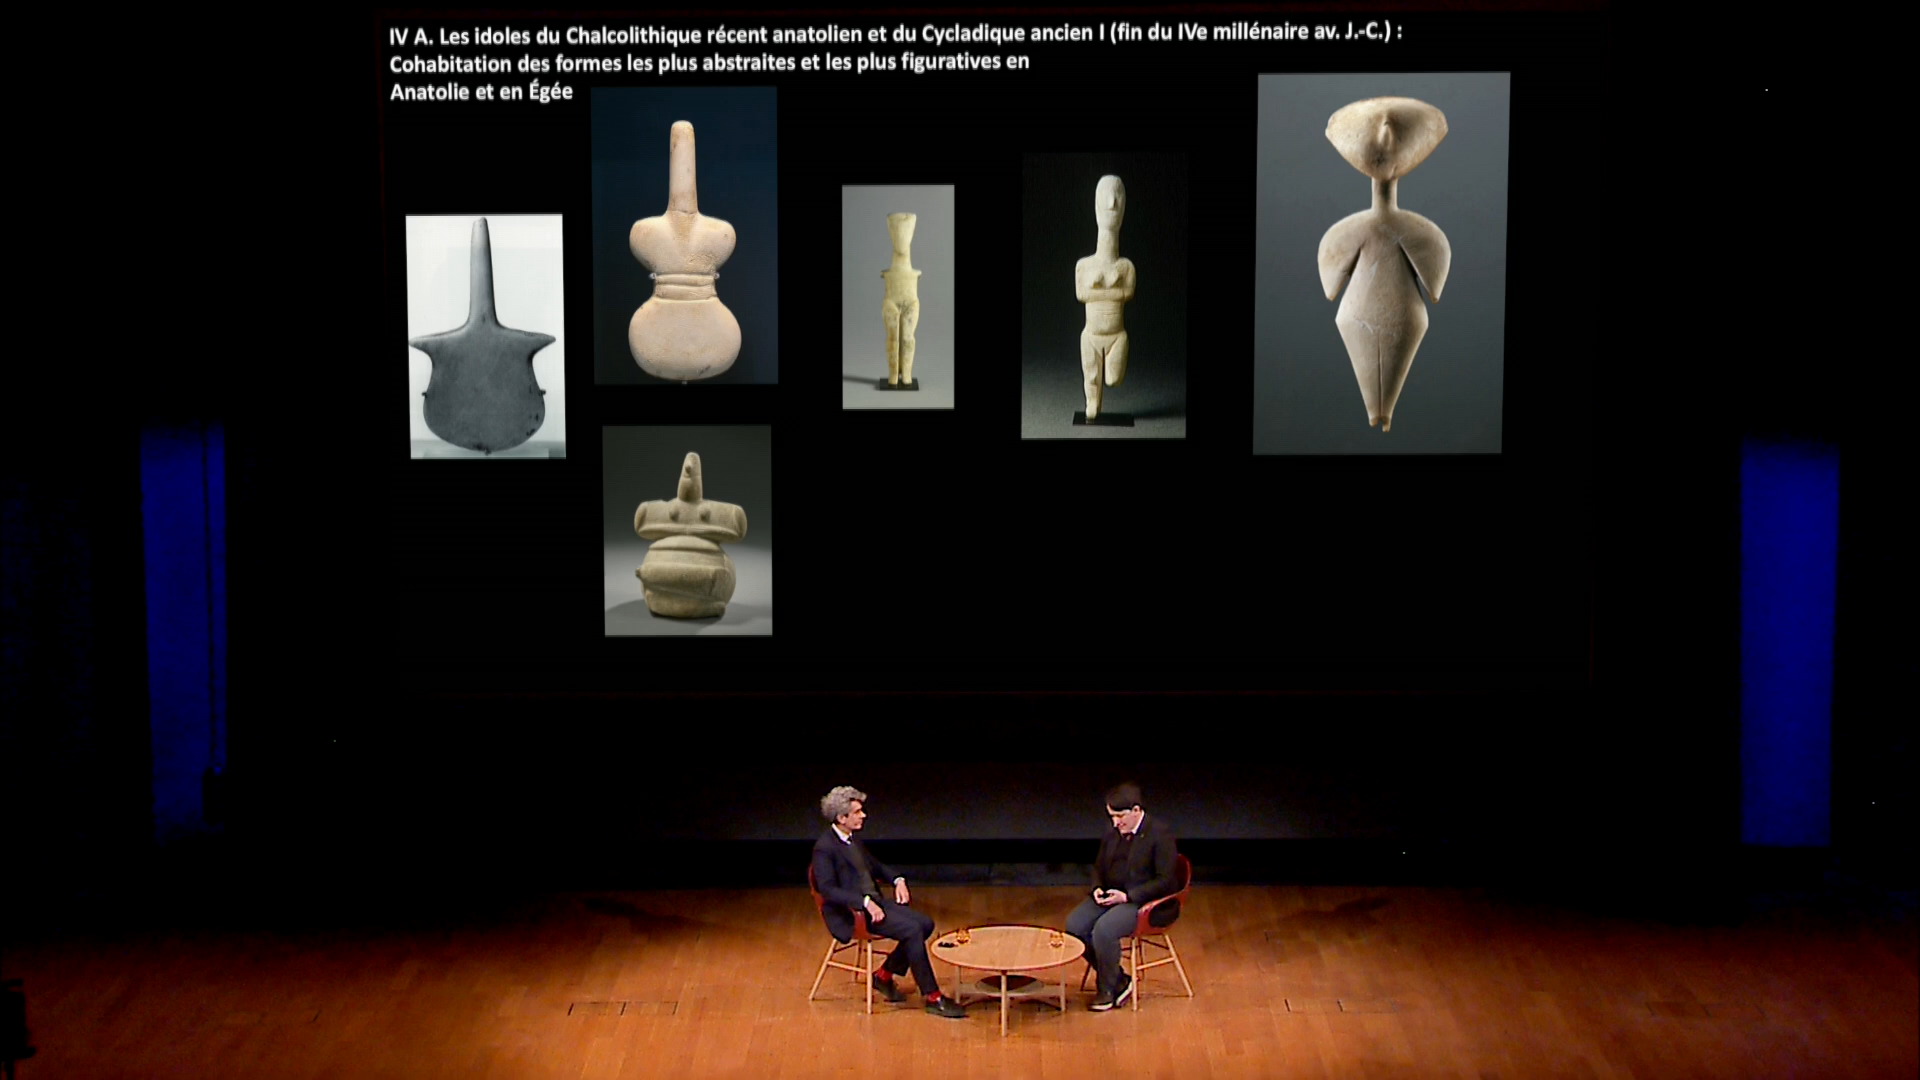 IV A. Les idoles du Chalcolithique récent anatolien et du Cycladique ancien I (fin du IVe millénaire av. J.-C.) :
Cohabitation des formes les plus abstraites et les plus figuratives en
Anatolie et en Égée